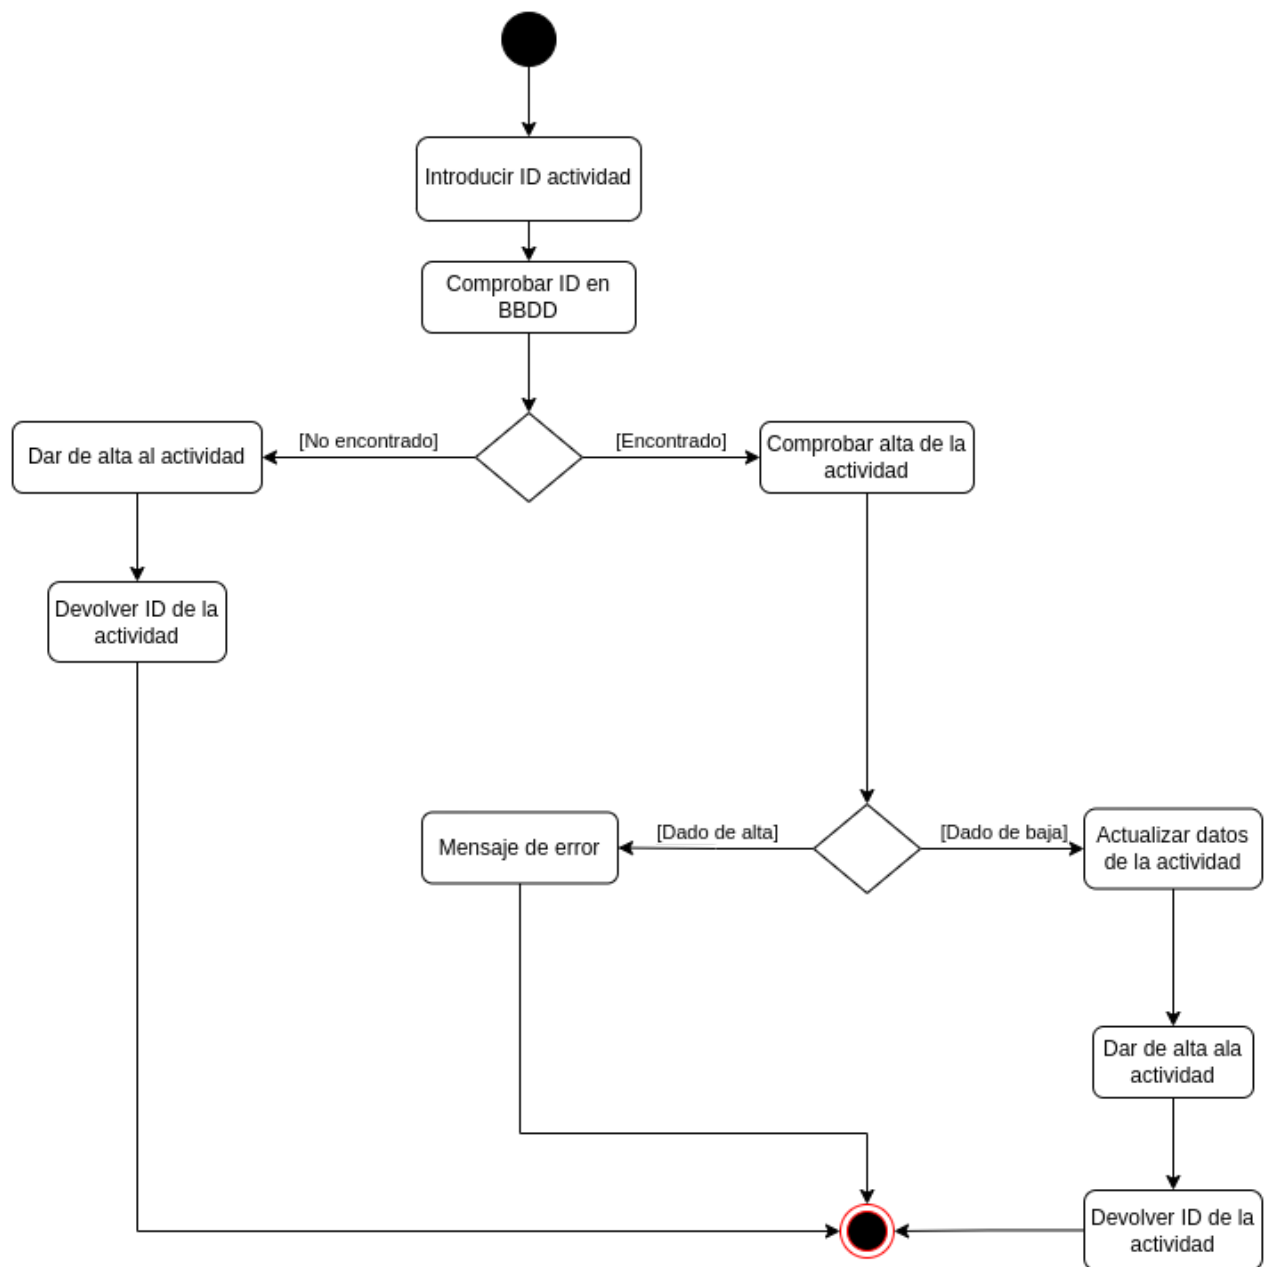 Introducir ID actividad
Comprobar ID en
BBDD
[No encontrado]
[Encontrado]
Dar de alta al actividad
Comprobar alta de la
actividad
Devolver ID de la
actividad
Mensaje de error
[Dado de alta]
[Dado de baja]
Actualizar datos
de la actividad
Dar de alta ala
actividad
Devolver ID de la
actividad